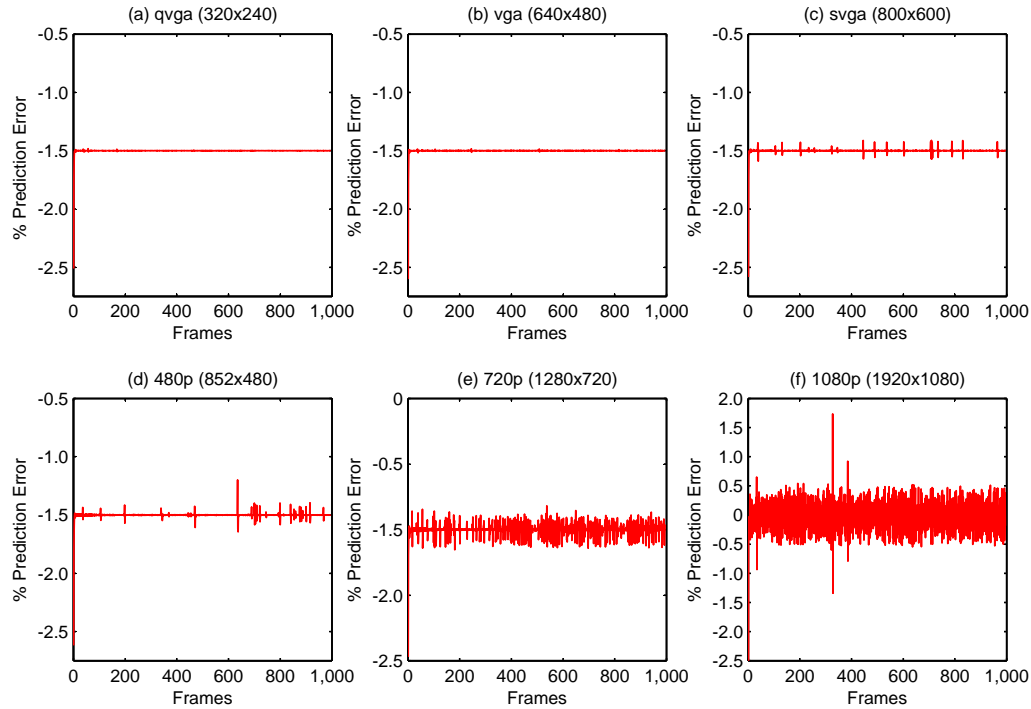 (a) qvga (320x240)
-0.5
-1.0
-1.5
-2.0
-2.5
% Prediction Error
0 200 400 600 800 1,000
Frames
(b) vga (640x480)
-0.5
-1.0
-1.5
-2.0
-2.5
% Prediction Error
0 200 400 600 800 1,000
Frames
(c) svga (800x600)
-0.5
-1.0
-1.5
-2.0
-2.5
% Prediction Error
0 200 400 600 800 1,000
Frames
(d) 480p (852x480)
-0.5
-1.0
-1.5
-2.0
-2.5
% Prediction Error
0 200 400 600 800 1,000
Frames
(e) 720p (1280x720)
0
-0.5
-1.0
-1.5
-2.0
-2.5
% Prediction Error
0 200 400 600 800 1,000
Frames
(f) 1080p (1920x1080)
2.0
1.5
1.0
0.5
0
-0.5
-1.0
-1.5
-2.0
-2.5
% Prediction Error
0 200 400 600 800 1,000
Frames